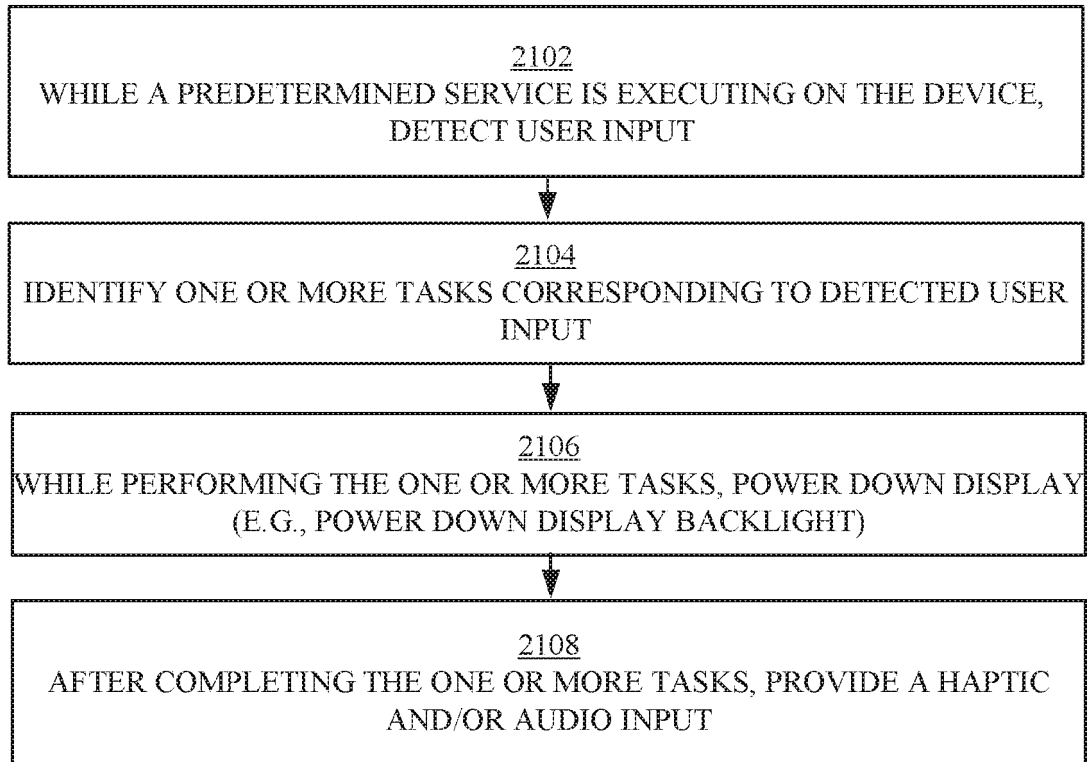 2102
WHILE A PREDETERMINED SERVICE IS EXECUTING ON THE DEVICE,
DETECT USER INPUT
2104
IDENTIFY ONE OR MORE TASKS CORRESPONDING TO DETECTED USER
INPUT
2106
WHILE PERFORMING THE ONE OR MORE TASKS, POWER DOWN DISPLAY
(E.G., POWER DOWN DISPLAY BACKLIGHT)
2108
AFTER COMPLETING THE ONE OR MORE TASKS, PROVIDE A HAPTIC
AND/OR AUDIO INPUT